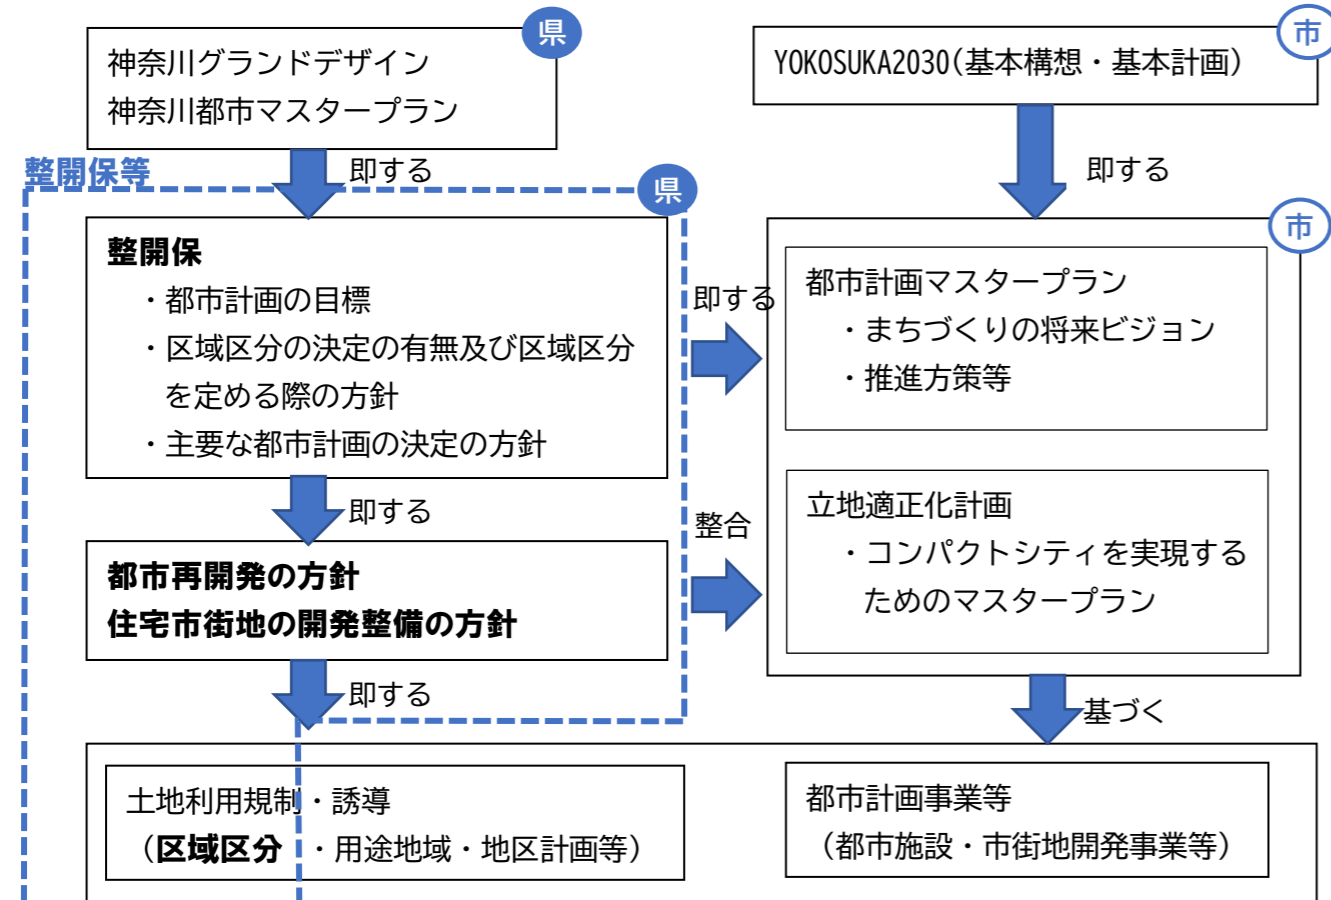 県
神奈川グランドデザイン
神奈川都市マスタープラン
即する
整開保等
県
整開保
・都市計画の目標
・区域区分の決定の有無及び区域区分
を定める際の方針
・主要な都市計画の決定の方針
即する
都市再開発の方針
住宅市街地の開発整備の方針
即する
即する
整合
市
YOKOSUKA2030(基本構想・基本計画)
即する
市
都市計画マスタープラン
・まちづくりの将来ビジョン
・推進方策等
立地適正化計画
・コンパクトシティを実現する
ためのマスタープラン
基づく
土地利用規制・誘導
（区域区分・用途地域・地区計画等）
都市計画事業等
（都市施設・市街地開発事業等）